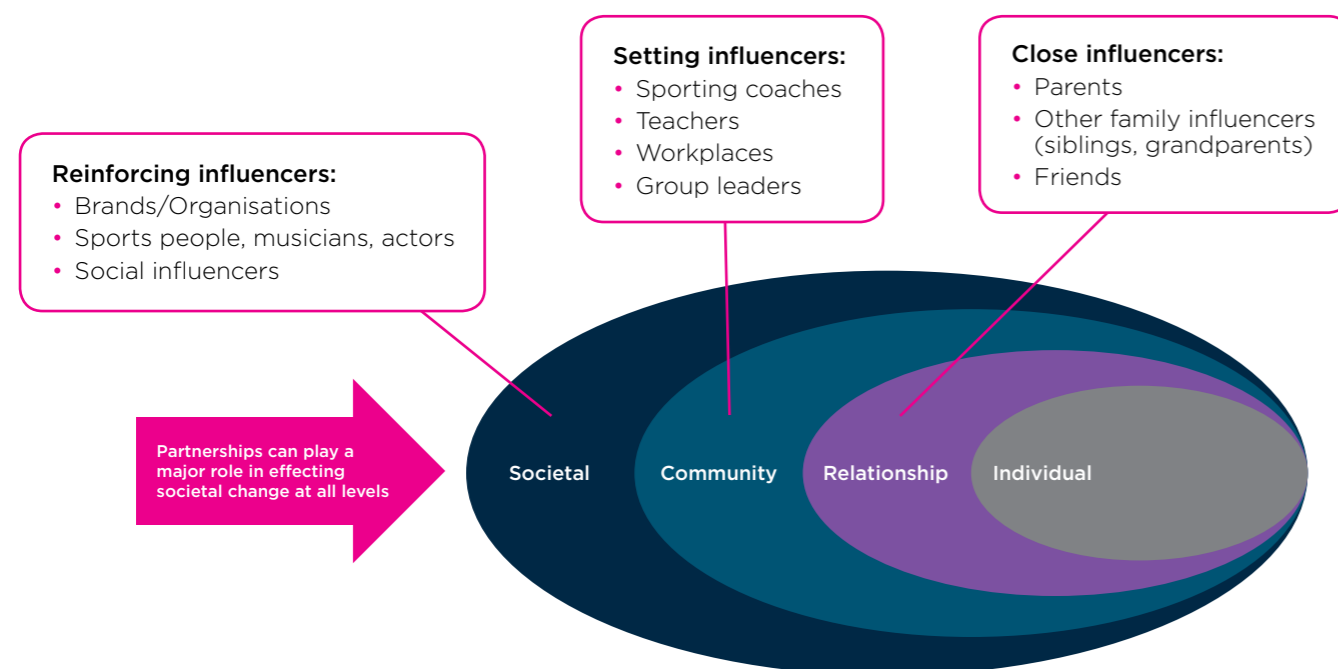 Reinforcing influencers:
• Brands/Organisations
• Sports people, musicians, actors
• Social influencers
Setting influencers:
• Sporting coaches
• Teachers
• Workplaces
• Group leaders
Close influencers:
• Parents
• Other family influencers
(siblings, grandparents)
• Friends
Partnerships can play a
major role in effecting
societal change at all levels
Societal
Community
Relationship
Individual